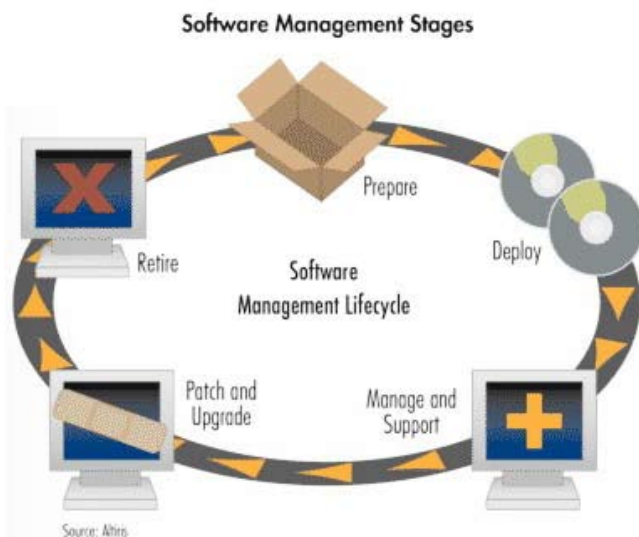 Software Management Stages
Prepare
Deploy
Retire
Software
Management Lifecycle
Patch and
Upgrade
Manage and
Support
Source: Altiris